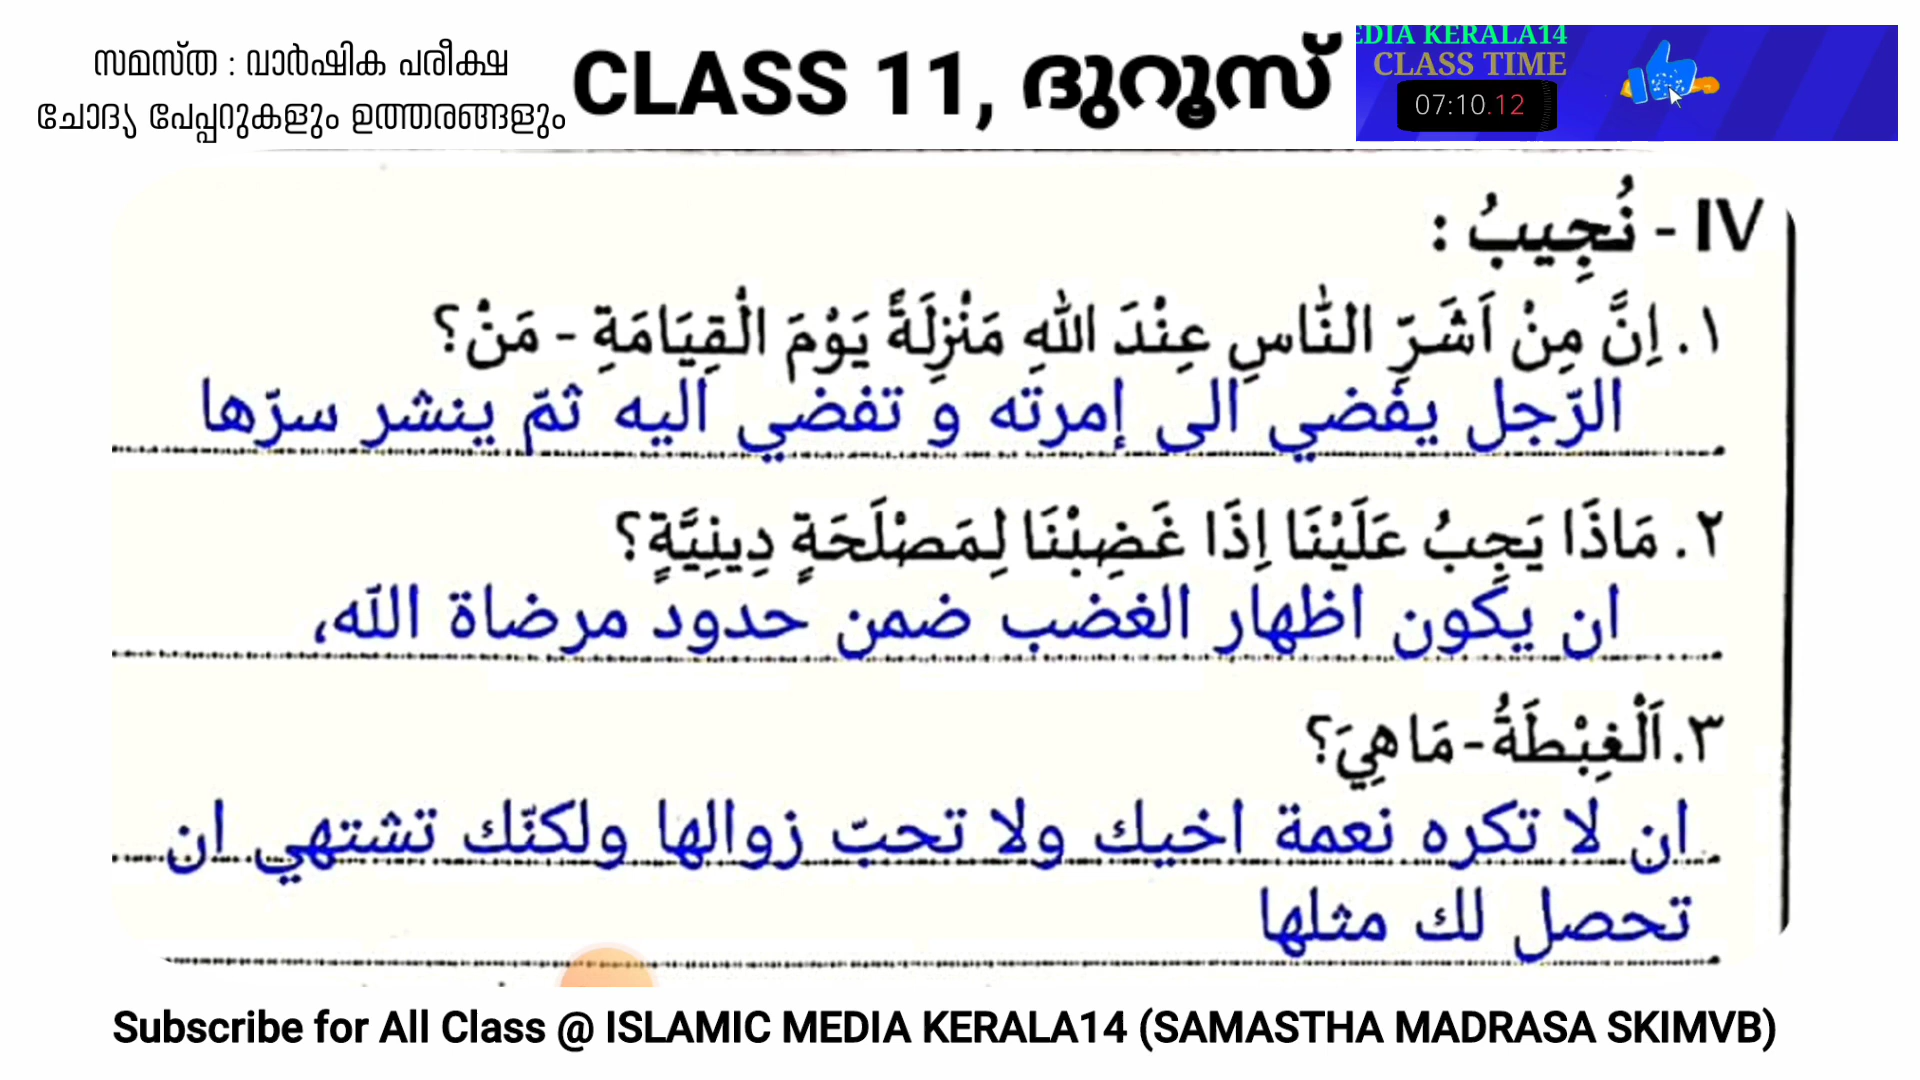 സമസ്ത : വാർഷിക പരീക്ഷ
ചോദ്യ പേപ്പറുകളും ഉത്തരങ്ങളും
CLASS 11, ദുറൂസ്
EDIA KERALA14
CLASS TIME
07:10.12
IV - نُجِيبُ :
١. اِنَّ مِنْ اَشَرِّ النَّاسِ عِنْدَ اللهِ مَنْزِلَةً يَوْمَ الْقِيَامَةِ - مَنْ؟
الرّجل يفضي الى إمرته و تفضي اليه ثمّ ينشر سرّها
٢. مَاذَا يَجِبُ عَلَيْنَا اِذَا غَضِبْنَا لِمَصْلَحَةٍ دِينِيَّةٍ؟
ان يكون اظهار الغضب ضمن حدود مرضاة الله،
٣. اَلْغِبْطَةُ - مَا هِيَ؟
ان لا تكره نعمة اخيك ولا تحبّ زوالها ولكنّك تشتهي ان
تحصل لك مثلها
Subscribe for All Class @ ISLAMIC MEDIA KERALA14 (SAMASTHA MADRASA SKIMVB)